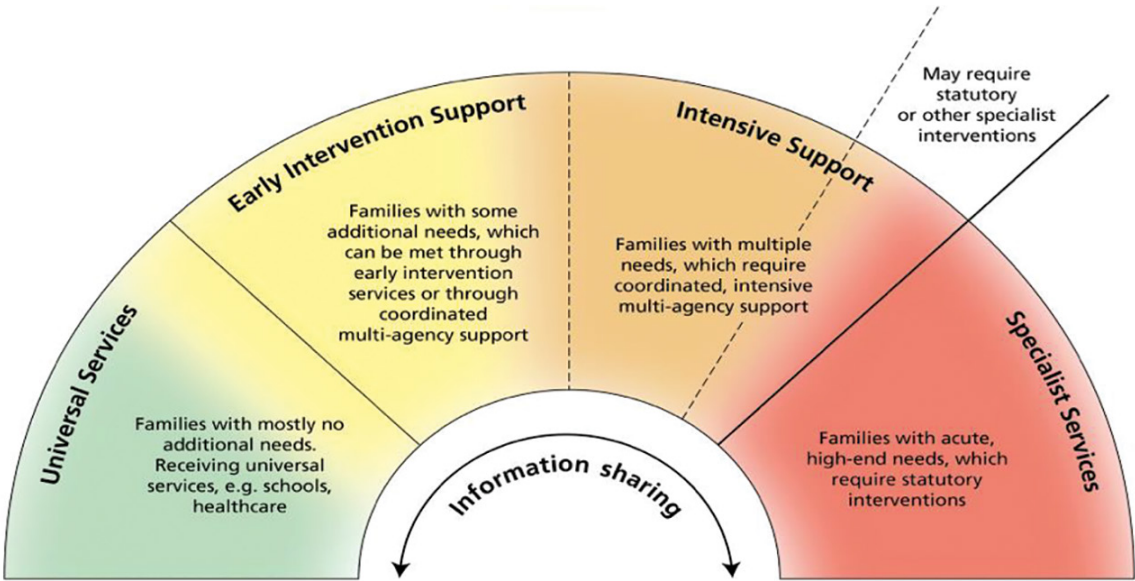 Universal Services
Families with mostly no
additional needs.
Receiving universal
services, e.g. schools,
healthcare
Early Intervention Support
Families with some
additional needs, which
can be met through
early intervention
services or through
coordinated
multi-agency support
Intensive Support
Families with multiple
needs, which require
coordinated, intensive
multi-agency support
May require
statutory
or other specialist
interventions
Specialist Services
Families with acute,
high-end needs, which
require statutory
interventions
Information sharing